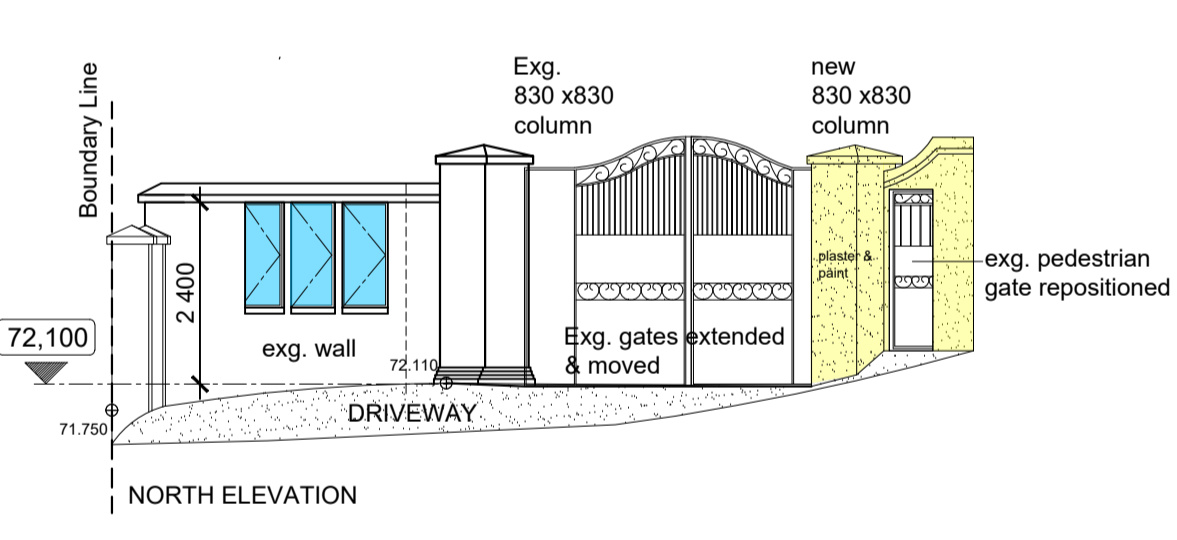 Boundary Line
Exg.
830 x830
column
new
830 x830
column
2 400
72,100
exg. wall
72.110
71.750
plaster &
paint
exg. pedestrian
gate repositioned
Exg. gates extended
& moved
DRIVEWAY
NORTH ELEVATION